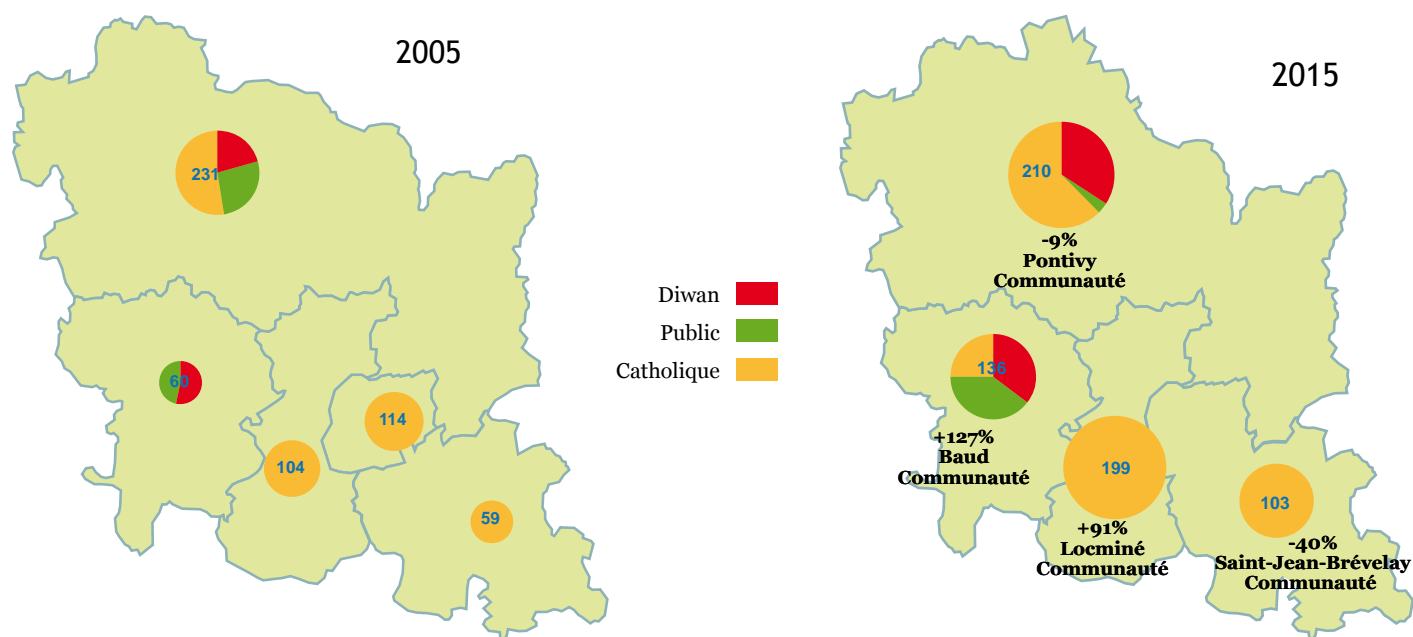 2005
231
60
104
114
59
Diwan
Public
Catholique
2015
210
-9%
Pontivy
Communauté
136
+127%
Baud
Communauté
199
+91%
Locminé
Communauté
103
-40%
Saint-Jean-Brévelay
Communauté